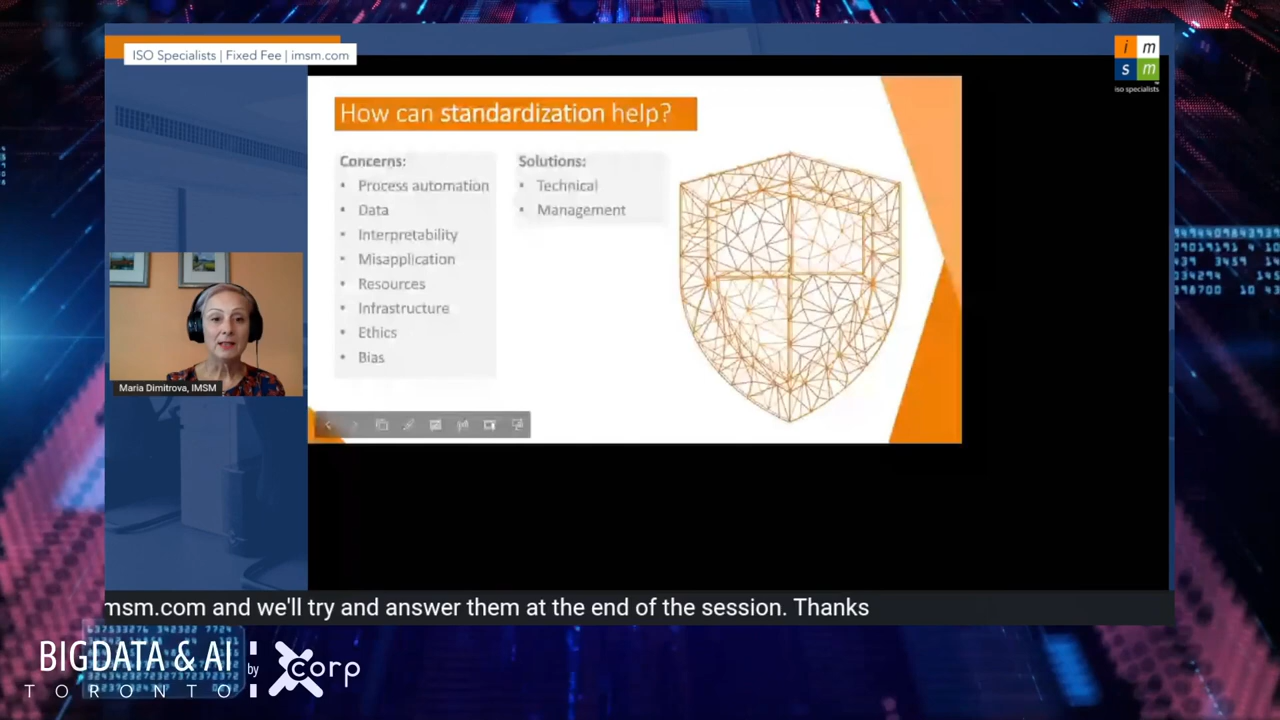 ISO Specialists | Fixed Fee | imsm.com
i m
s m
iso specialists
How can standardization help?
Concerns:
• Process automation
• Data
• Interpretability
• Misapplication
• Resources
• Infrastructure
• Ethics
• Bias
Solutions:
• Technical
• Management
Maria Dimitrova, IMSM
msm.com and we'll try and answer them at the end of the session. Thanks
BIGDATA & AI
TORONTO
by
corp